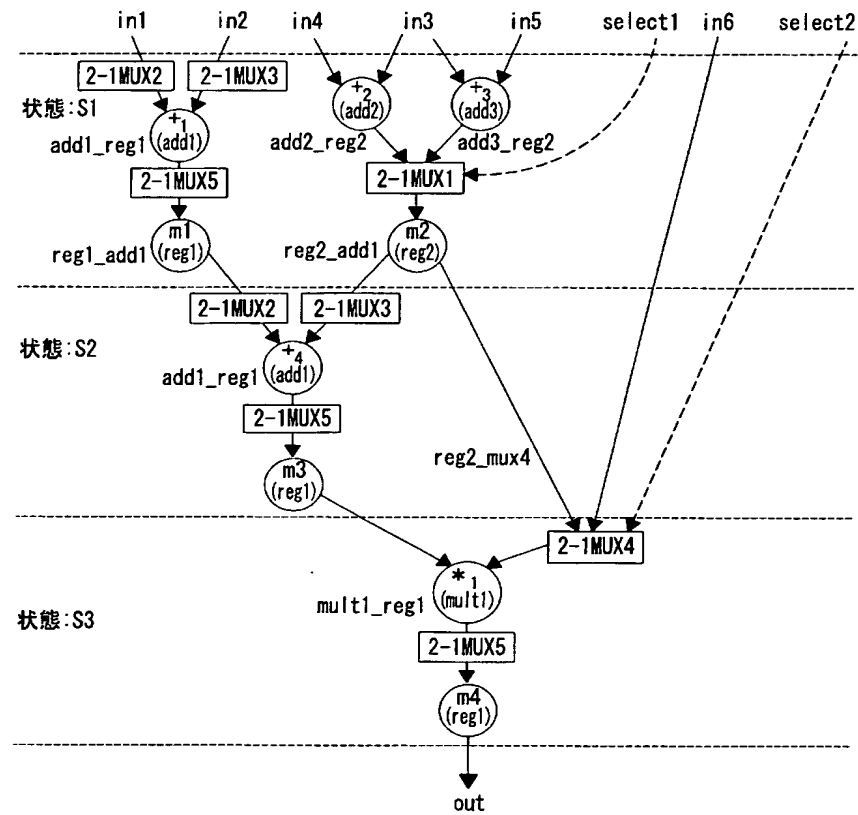 in1 in2 in4 in3 in5 select1 in6 select2
2-1MUX2 2-1MUX3
状態:S1
+1 (add1)
+2 (add2)
+3 (add3)
add1_reg1 add2_reg2 add3_reg2
2-1MUX5 2-1MUX1
m1 (reg1)
m2 (reg2)
reg1_add1 reg2_add1
2-1MUX2 2-1MUX3
状態:S2
+4 (add1)
add1_reg1
2-1MUX5
reg2_mux4
m3 (reg1)
2-1MUX4
*1 (mult1)
mult1_reg1
状態:S3
2-1MUX5
m4 (reg1)
out